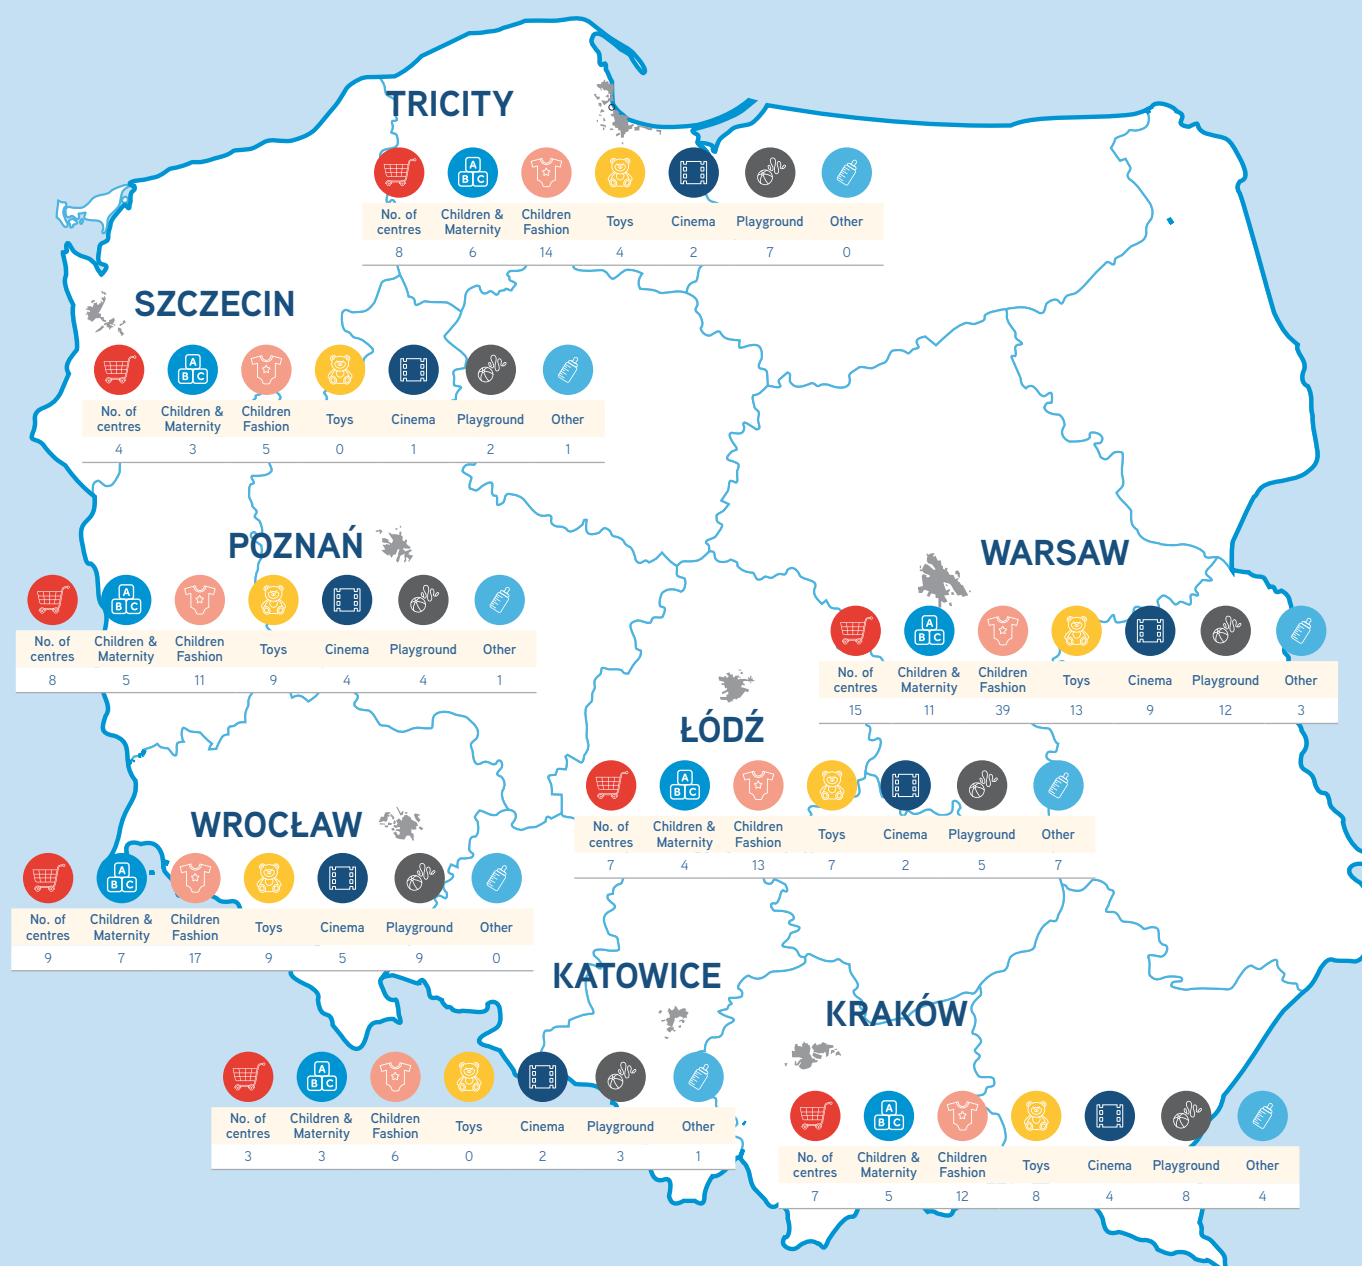 TRICITY
A
B C
No. of Children & Children Toys Cinema Playground Other
centres Maternity Fashion
8 6 14 4 2 7 0
SZCZECIN
A
B C
No. of Children & Children Toys Cinema Playground Other
centres Maternity Fashion
4 3 5 0 1 2 1
POZNAŃ
A
B C
No. of Children & Children Toys Cinema Playground Other
centres Maternity Fashion
8 5 11 9 4 4 1
WARSAW
A
B C
No. of Children & Children Toys Cinema Playground Other
centres Maternity Fashion
15 11 39 13 9 12 3
ŁÓDŹ
A
B C
No. of Children & Children Toys Cinema Playground Other
centres Maternity Fashion
7 4 13 7 2 5 7
WROCŁAW
A
B C
No. of Children & Children Toys Cinema Playground Other
centres Maternity Fashion
9 7 17 9 5 9 0
KATOWICE
A
B C
No. of Children & Children Toys Cinema Playground Other
centres Maternity Fashion
3 3 6 0 2 3 1
KRAKÓW
A
B C
No. of Children & Children Toys Cinema Playground Other
centres Maternity Fashion
7 5 12 8 4 8 4